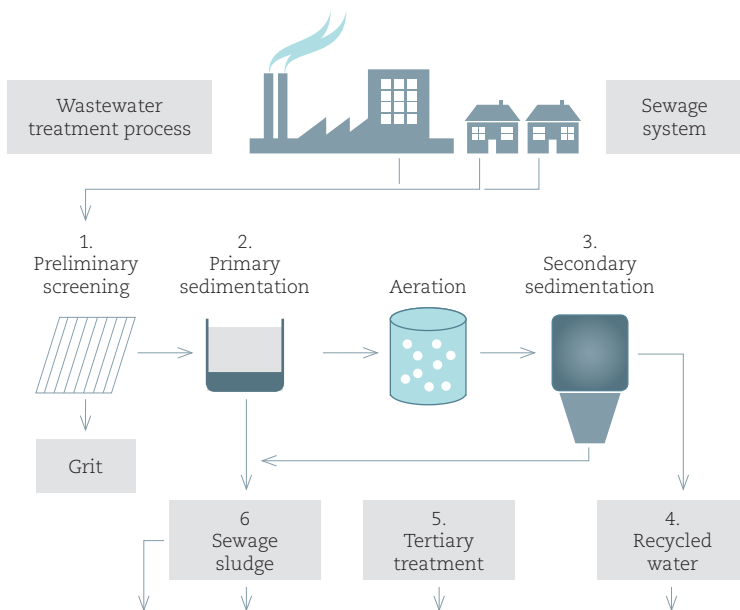 Wastewater
treatment process
Sewage
system
1.
Preliminary
screening
2.
Primary
sedimentation
Aeration
3.
Secondary
sedimentation
Grit
6
Sewage
sludge
5.
Tertiary
treatment
4.
Recycled
water